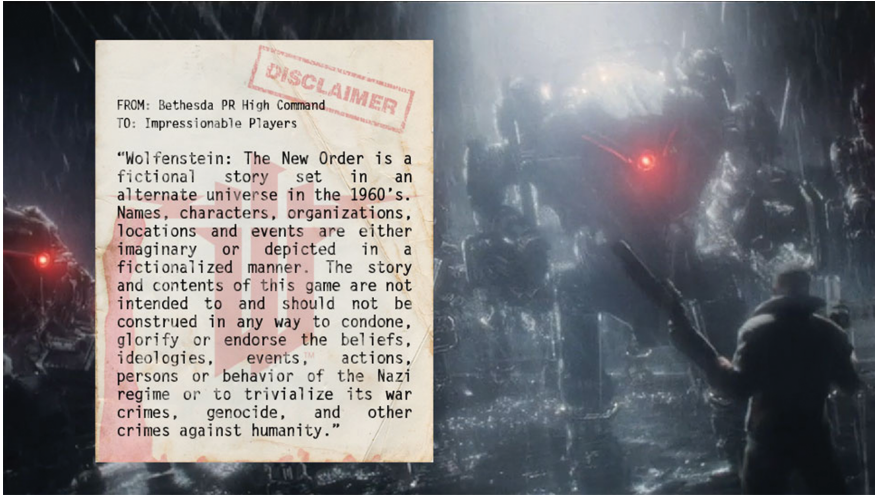 DISCLAIMER
FROM: Bethesda PR High Command
TO: Impressionable Players
“Wolfenstein: The New Order is a
fictional story set in an
alternate universe in the 1960’s.
Names, characters, organizations,
locations and events are either
imaginary or depicted in a
fictionalized manner. The story
and contents of this game are not
intended to and should not be
construed in any way to condone,
glorify or endorse the beliefs,
ideologies, events, actions,
persons or behavior of the Nazi
regime or to trivialize its war
crimes, genocide, and other
crimes against humanity.”
TM